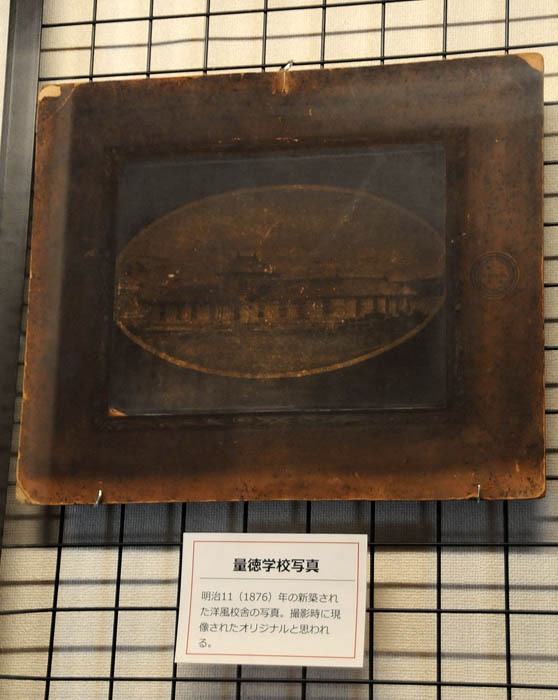 量徳学校写真
明治11（1876）年の新築され
た洋風校舎の写真。撮影時に現
像されたオリジナルと思われ
る。